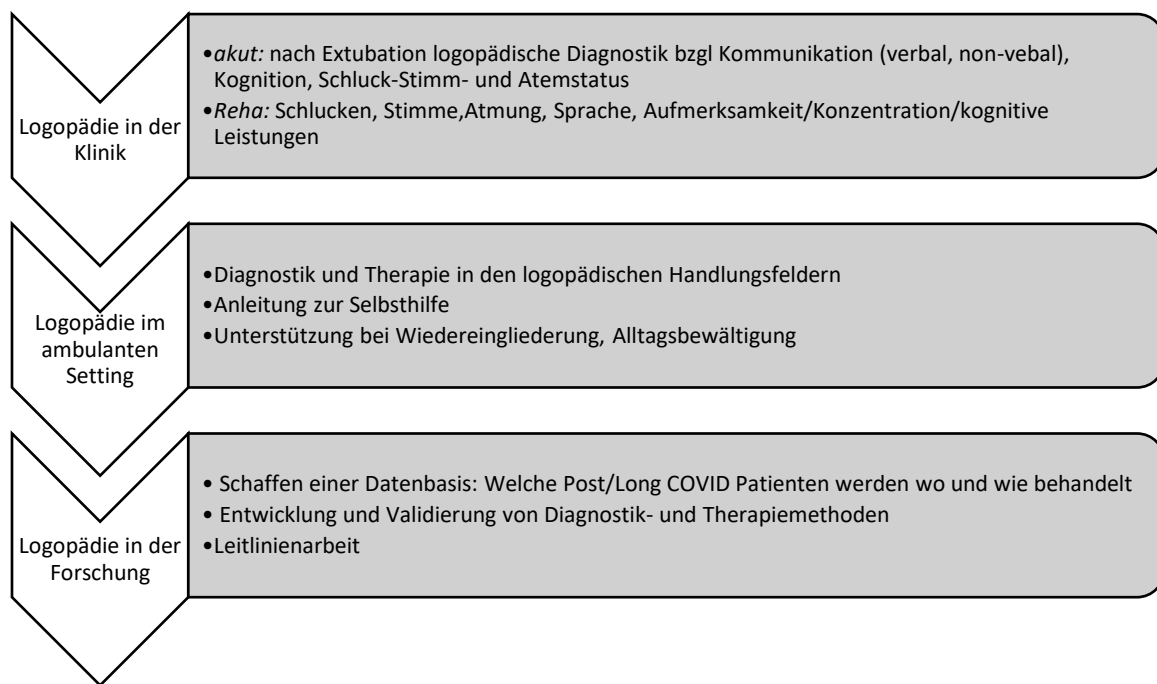 Logopädie in der
Klinik
•akut: nach Extubation logopädische Diagnostik bzgl Kommunikation (verbal, non-vebal),
Kognition, Schluck-Stimm- und Atemstatus
•Reha: Schlucken, Stimme,Atmung, Sprache, Aufmerksamkeit/Konzentration/kognitive
Leistungen
Logopädie im
ambulanten
Setting
•Diagnostik und Therapie in den logopädischen Handlungsfeldern
•Anleitung zur Selbsthilfe
•Unterstützung bei Wiedereingliederung, Alltagsbewältigung
Logopädie in der
Forschung
• Schaffen einer Datenbasis: Welche Post/Long COVID Patienten werden wo und wie behandelt
• Entwicklung und Validierung von Diagnostik- und Therapiemethoden
•Leitlinienarbeit